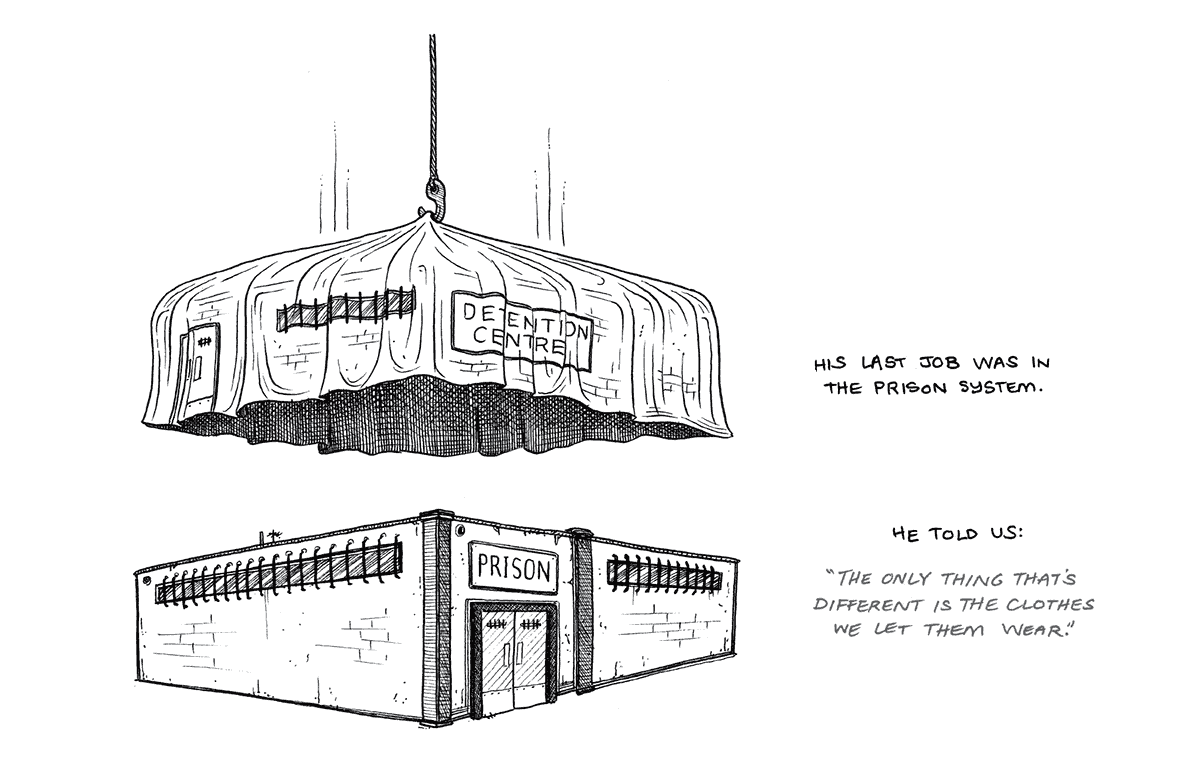 DETENTION
CENTRE
HIS LAST JOB WAS IN
THE PRISON SYSTEM.
PRISON
HE TOLD US:
"THE ONLY THING THAT'S
DIFFERENT IS THE CLOTHES
WE LET THEM WEAR."